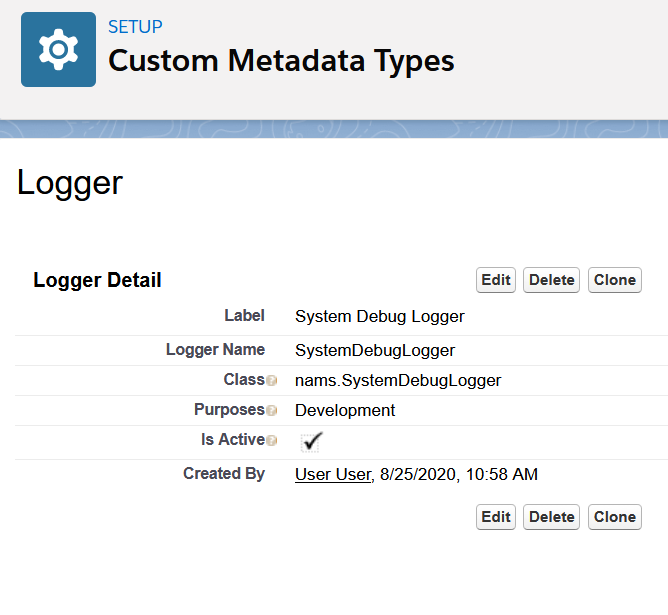 SETUP
Custom Metadata Types
Logger
Logger Detail Edit Delete Clone
Label System Debug Logger
Logger Name SystemDebugLogger
Class ? nams.SystemDebugLogger
Purposes ? Development
Is Active ?
Created By User User, 8/25/2020, 10:58 AM
Edit Delete Clone